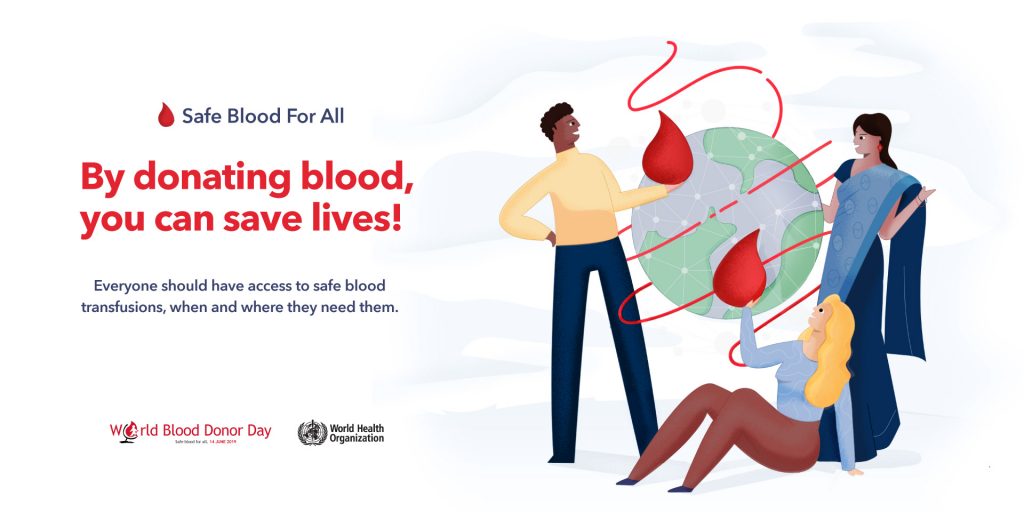 Safe Blood For All
By donating blood,
you can save lives!
Everyone should have access to safe blood
transfusions, when and where they need them.
World Blood Donor Day
Safe blood for all, 14 JUNE 2019
World Health
Organization